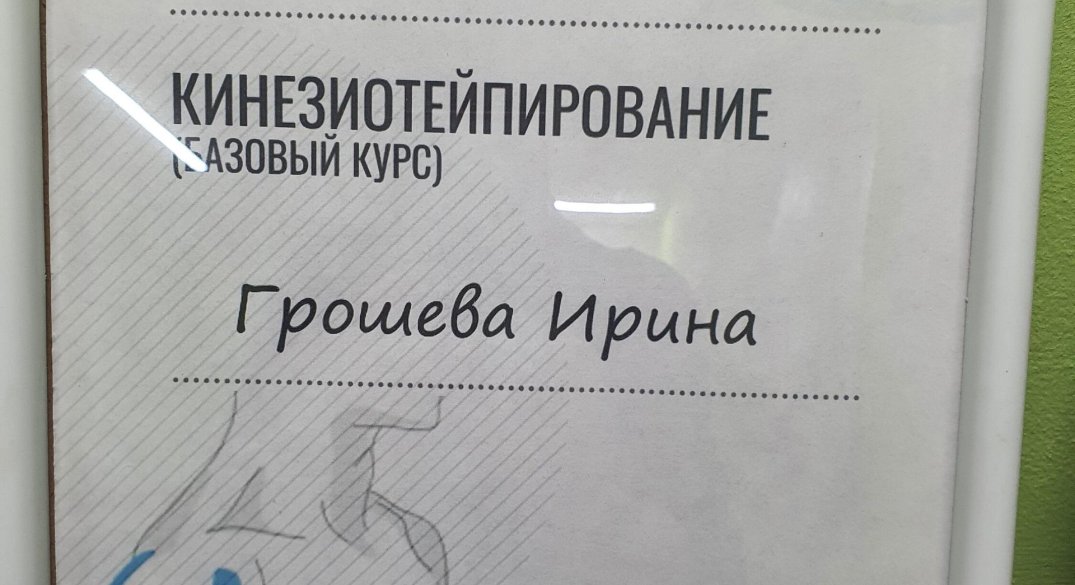 КИНЕЗИОТЕЙПИРОВАНИЕ
(БАЗОВЫЙ КУРС)
Грошева Ирина